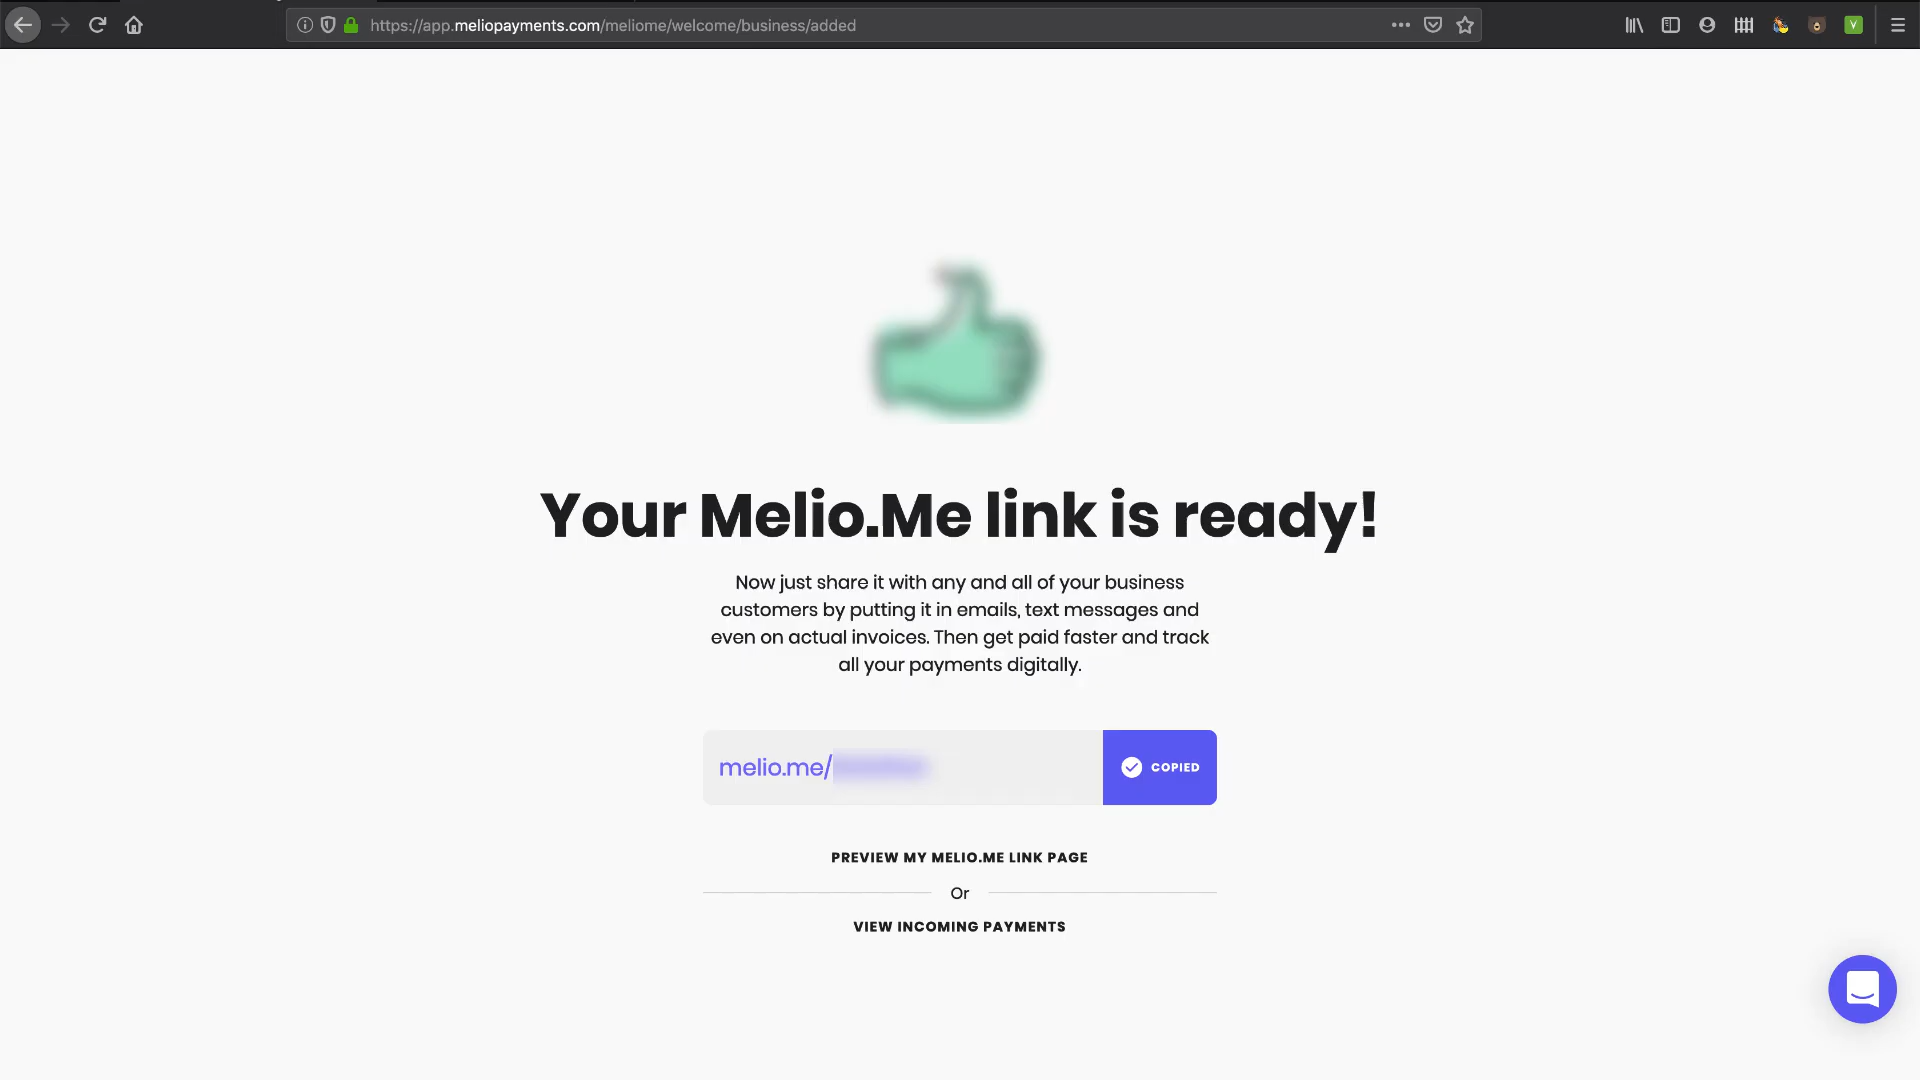 https://app.meliopayments.com/meliome/welcome/business/added
Your Melio.Me link is ready!
Now just share it with any and all of your business
customers by putting it in emails, text messages and
even on actual invoices. Then get paid faster and track
all your payments digitally.
melio.me/
COPIED
PREVIEW MY MELIO.ME LINK PAGE
Or
VIEW INCOMING PAYMENTS